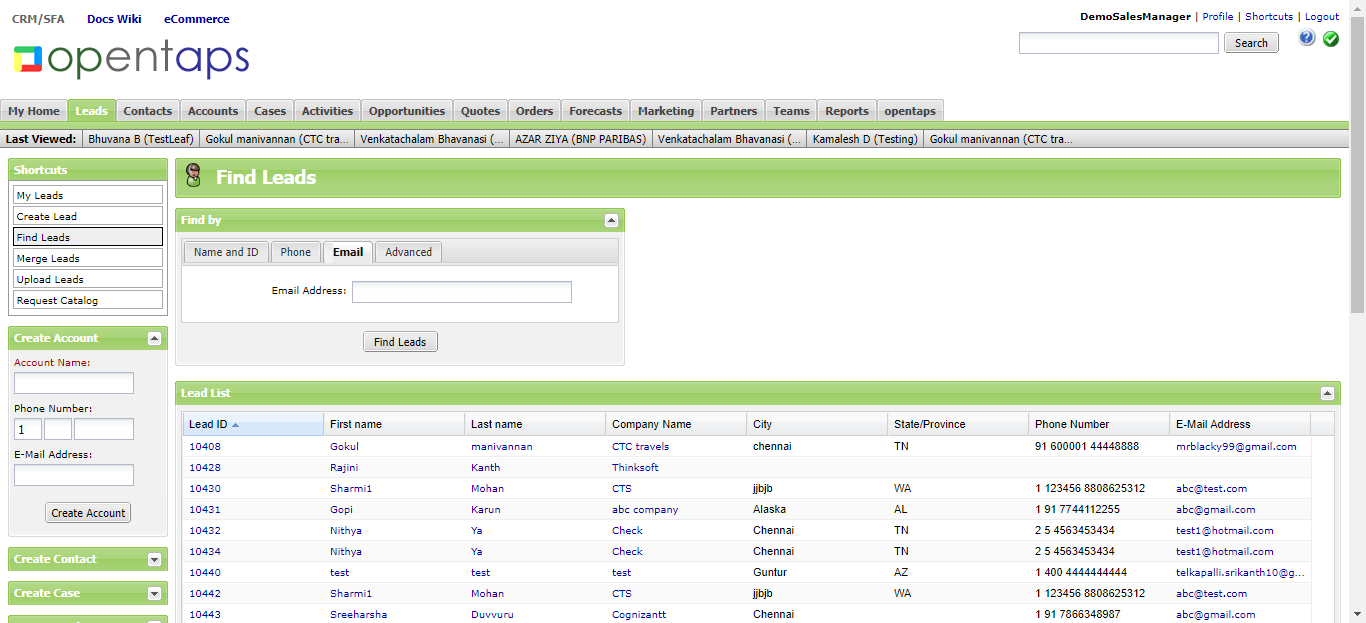 CRM/SFA Docs Wiki eCommerce
DemoSalesManager | Profile | Shortcuts | Logout
opentaps
Search
?
My Home Leads Contacts Accounts Cases Activities Opportunities Quotes Orders Forecasts Marketing Partners Teams Reports opentaps
Last Viewed: Bhuvana B (TestLeaf) Gokul manivannan (CTC tra... Venkatachalam Bhavanasi (... AZAR ZIYA (BNP PARIBAS) Venkatachalam Bhavanasi (... Kamalesh D (Testing) Gokul manivannan (CTC tra...
Shortcuts
My Leads
Create Lead
Find Leads
Merge Leads
Upload Leads
Request Catalog
Create Account
Account Name:
Phone Number:
1
E-Mail Address:
Create Account
Create Contact
Create Case
Find Leads
Find by
Name and ID Phone Email Advanced
Email Address:
Find Leads
Lead List
Lead ID First name Last name Company Name City State/Province Phone Number E-Mail Address
10408 Gokul manivannan CTC travels chennai TN 91 600001 44448888 mrblacky99@gmail.com
10428 Rajini Kanth Thinksoft
10430 Sharmi1 Mohan CTS jjbjb WA 1 123456 8808625312 abc@test.com
10431 Gopi Karun abc company Alaska AL 1 91 7744112255 abc@gmail.com
10432 Nithya Ya Check Chennai TN 2 5 4563453434 test1@hotmail.com
10434 Nithya Ya Check Chennai TN 2 5 4563453434 test1@hotmail.com
10440 test test test Guntur AZ 1 400 4444444444 telkapalli.srikanth10@g...
10442 Sharmi1 Mohan CTS jjbjb WA 1 123456 8808625312 abc@test.com
10443 Sreeharsha Duvvuru Cognizantt Chennai 1 91 7866348987 abc@gmail.com